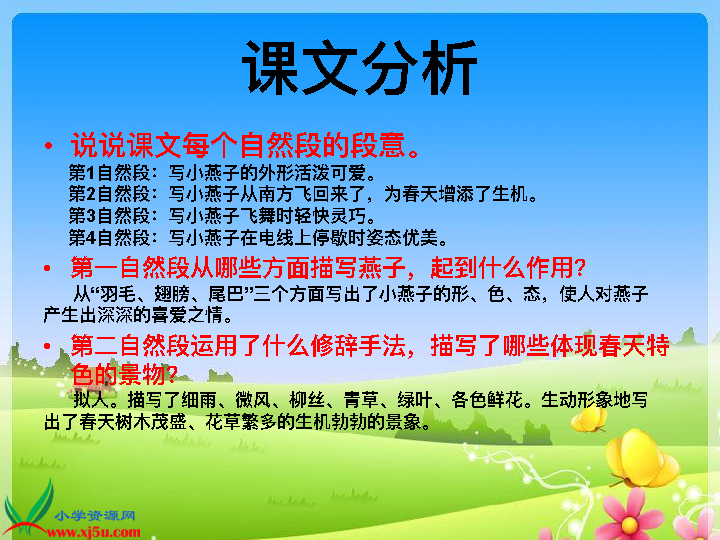 课文分析
• 说说课文每个自然段的段意。
第1自然段：写小燕子的外形活泼可爱。
第2自然段：写小燕子从南方飞回来了，为春天增添了生机。
第3自然段：写小燕子飞舞时轻快灵巧。
第4自然段：写小燕子在电线上停歇时姿态优美。
• 第一自然段从哪些方面描写燕子，起到什么作用？
从“羽毛、翅膀、尾巴”三个方面写出了小燕子的形、色、态，使人对燕子
产生出深深的喜爱之情。
• 第二自然段运用了什么修辞手法，描写了哪些体现春天特
色的景物？
拟人。描写了细雨、微风、柳丝、青草、绿叶、各色鲜花。生动形象地写
出了春天树木茂盛、花草繁多的生机勃勃的景象。
小学资源网
www.xj5u.com